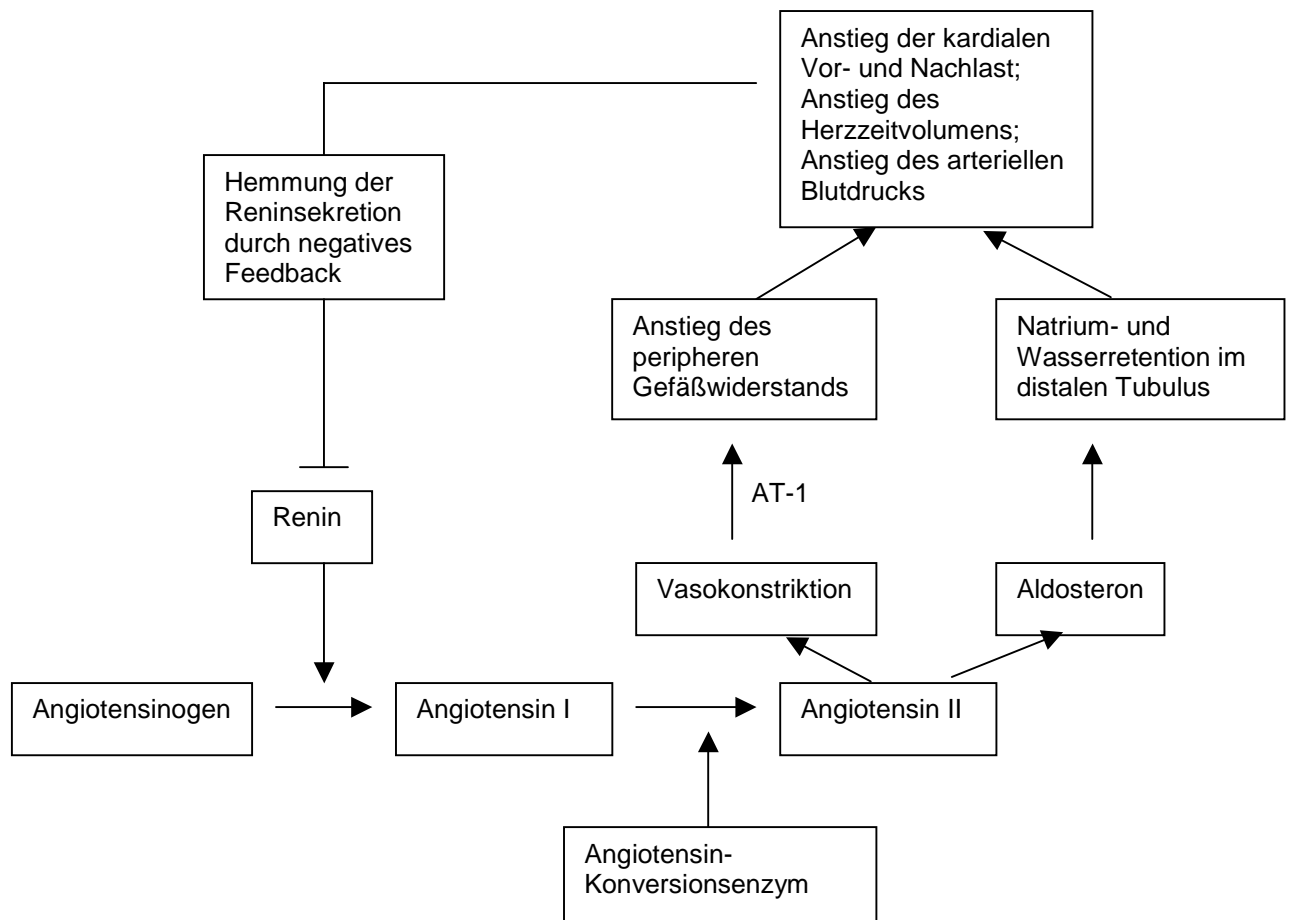 Anstieg der kardialen
Vor- und Nachlast;
Anstieg des
Herzzeitvolumens;
Anstieg des arteriellen
Blutdrucks
Hemmung der
Reninsekretion
durch negatives
Feedback
Anstieg des
peripheren
Gefäßwiderstands
Natrium- und
Wasserretention im
distalen Tubulus
AT-1
Renin
Vasokonstriktion
Aldosteron
Angiotensinogen
Angiotensin I
Angiotensin II
Angiotensin-
Konversionsenzym